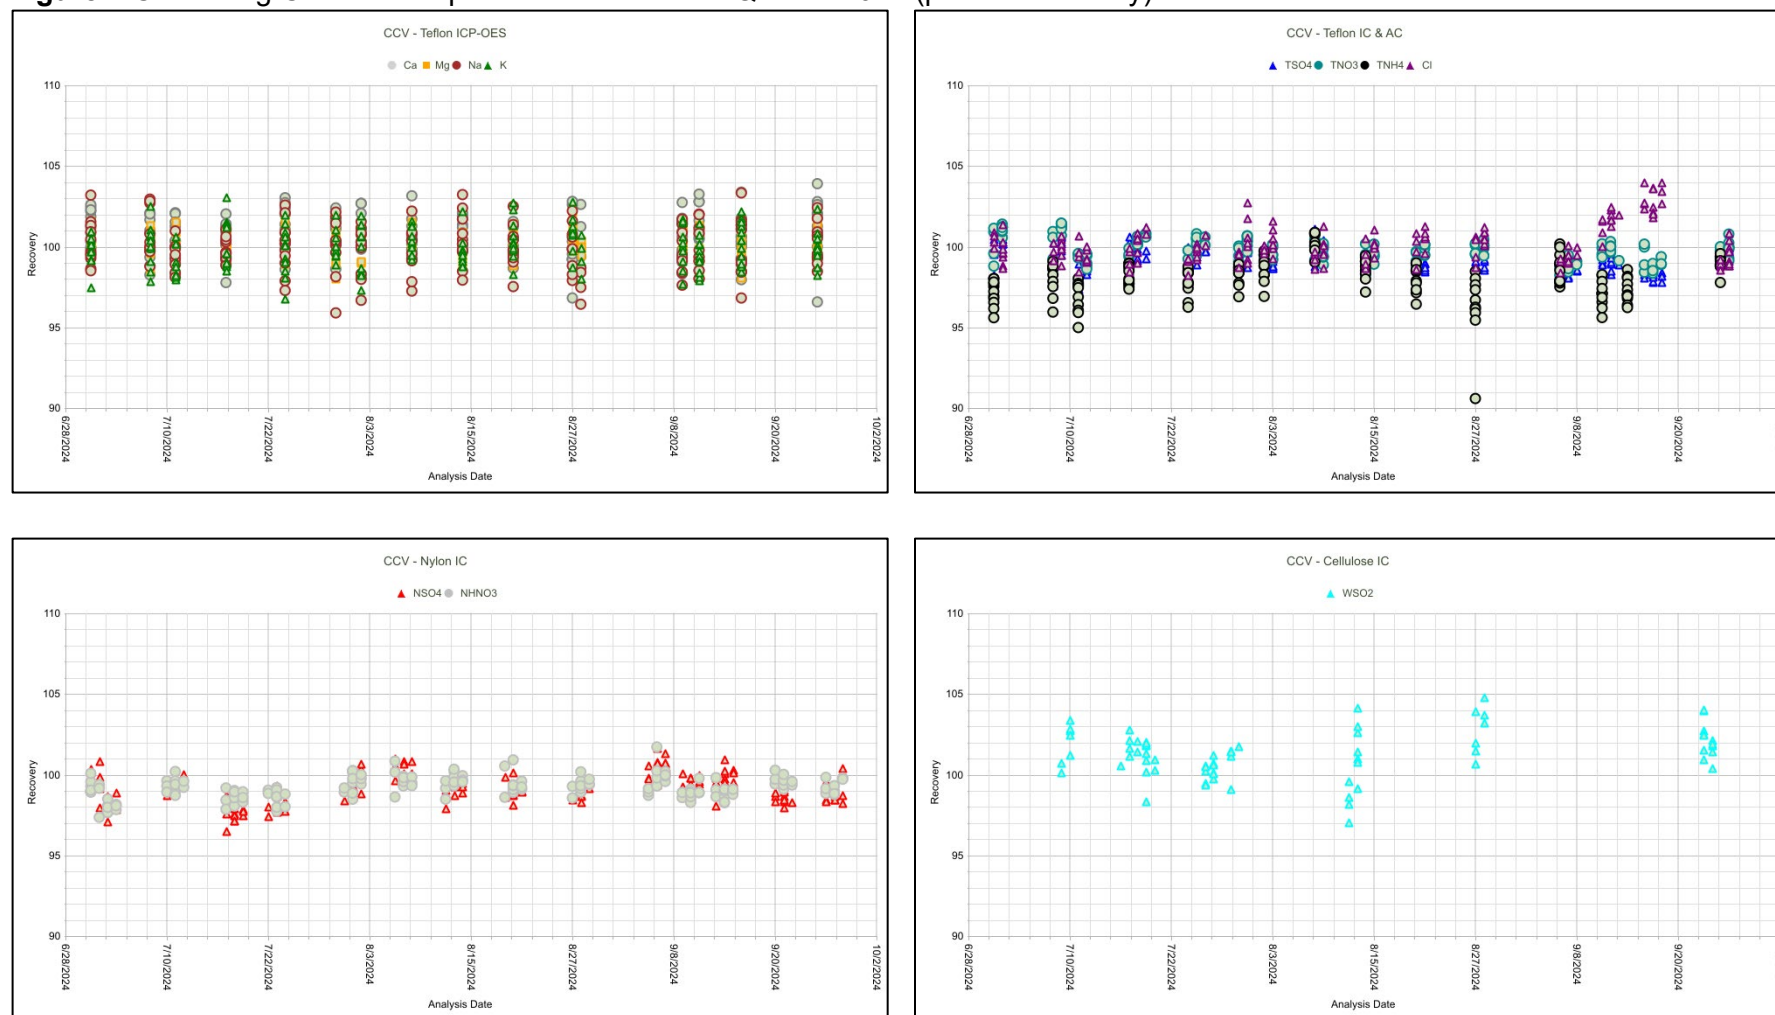 CCV - Teflon ICP-OES
Ca Mg Na K
110
105
100
95
90
Recovery
6/28/2024 7/10/2024 7/22/2024 8/3/2024 8/15/2024 8/27/2024 9/8/2024 9/20/2024 10/2/2024
Analysis Date
CCV - Teflon IC & AC
TSO4 TNO3 TNH4 Cl
110
105
100
95
90
Recovery
6/28/2024 7/10/2024 7/22/2024 8/3/2024 8/15/2024 8/27/2024 9/8/2024 9/20/2024
Analysis Date
CCV - Nylon IC
NSO4 NHNO3
110
105
100
95
90
Recovery
6/28/2024 7/10/2024 7/22/2024 8/3/2024 8/15/2024 8/27/2024 9/8/2024 9/20/2024 10/2/2024
Analysis Date
CCV - Cellulose IC
WSO2
110
105
100
95
90
Recovery
6/28/2024 7/10/2024 7/22/2024 8/3/2024 8/15/2024 8/27/2024 9/8/2024 9/20/2024
Analysis Date